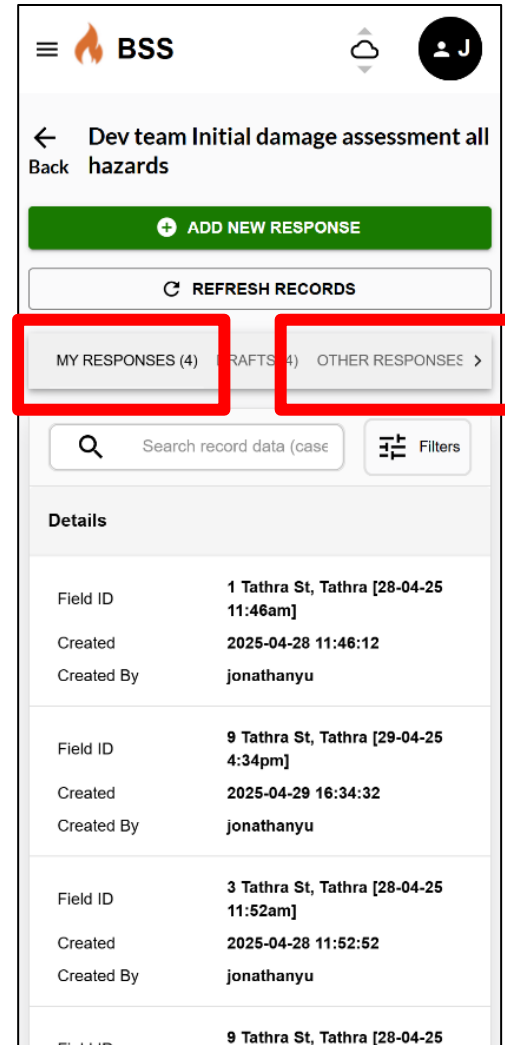 BSS
J
Dev team Initial damage assessment all
Back hazards
ADD NEW RESPONSE
REFRESH RECORDS
MY RESPONSES (4) DRAFTS (4) OTHER RESPONSES
Search record data (case
Filters
Details
Field ID 1 Tathra St, Tathra [28-04-25
11:46am]
Created 2025-04-28 11:46:12
Created By jonathanyu
Field ID 9 Tathra St, Tathra [29-04-25
4:34pm]
Created 2025-04-29 16:34:32
Created By jonathanyu
Field ID 3 Tathra St, Tathra [28-04-25
11:52am]
Created 2025-04-28 11:52:52
Created By jonathanyu
Field ID 9 Tathra St, Tathra [28-04-25